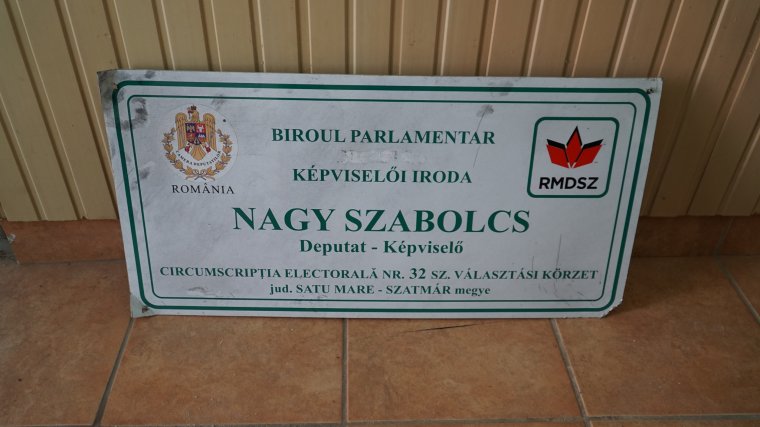 BIROUL PARLAMENTAR
KÉPVISELŐI IRODA
ROMÂNIA
RMDSZ
NAGY SZABOLCS
Deputat - Képviselő
CIRCUMSCRIPȚIA ELECTORALĂ NR. 32 SZ. VÁLASZTÁSI KÖRZET
jud. SATU MARE - SZATMÁR megye